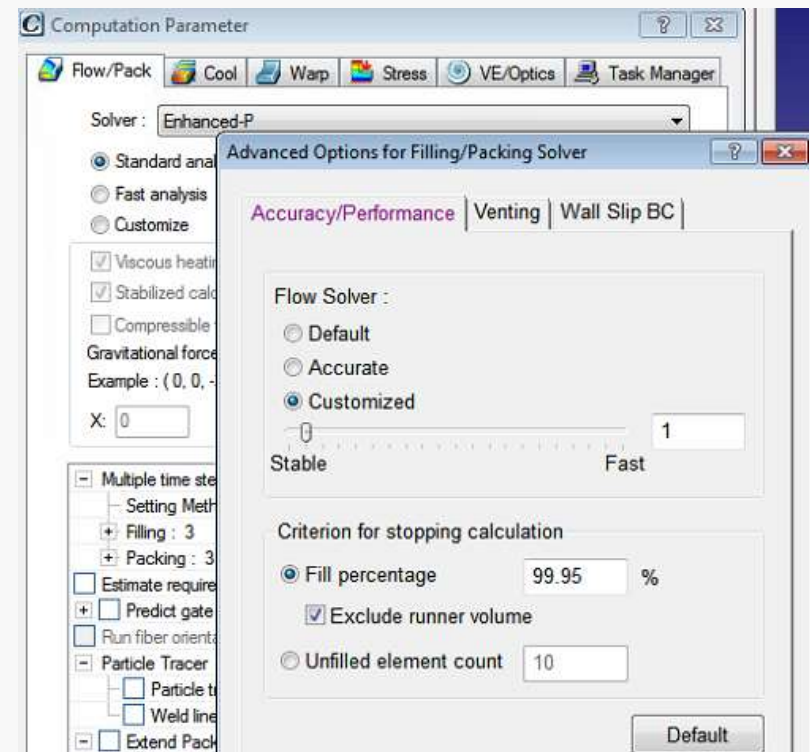 Computation Parameter
Flow/Pack Cool Warp Stress VE/Optics Task Manager
Solver : Enhanced-P
Standard anal
Fast analysis
Customize
Viscous heatin
Stabilized calc
Compressible
Gravitational force
Example : ( 0, 0, -
X: 0
Multiple time ste
Setting Meth
Filling : 3
Packing : 3
Estimate require
Predict gate
Run fiber orienta
Particle Tracer
Particle tr
Weld line
Extend Pack
Advanced Options for Filling/Packing Solver
Accuracy/Performance Venting Wall Slip BC
Flow Solver :
Default
Accurate
Customized
1
Stable Fast
Criterion for stopping calculation
Fill percentage 99.95 %
Exclude runner volume
Unfilled element count 10
Default